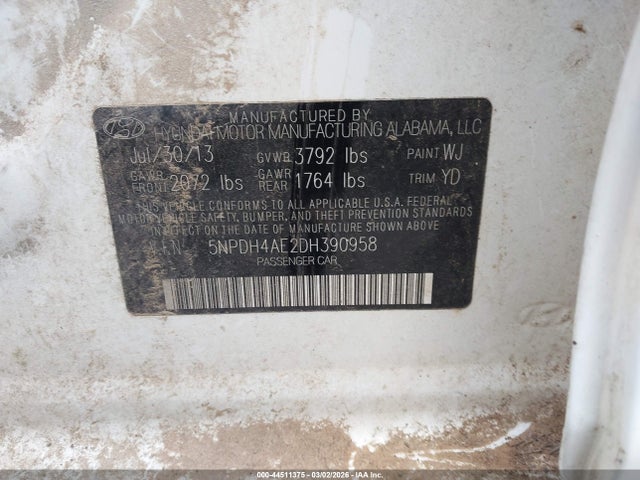 MANUFACTURED BY
HYUNDAI MOTOR MANUFACTURING ALABAMA, LLC
Jul/30/13 GVWR 3792 lbs PAINT WJ
GAWR FRONT 2072 lbs GAWR REAR 1764 lbs TRIM YD
THIS VEHICLE CONFORMS TO ALL APPLICABLE U.S.A. FEDERAL
MOTOR VEHICLE SAFETY, BUMPER, AND THEFT PREVENTION STANDARDS
IN EFFECT ON THE DATE OF MANUFACTURE SHOWN ABOVE.
V.I.N. 5NPDH4AE2DH390958
PASSENGER CAR
000-44511375 - 03/02/2026 - COPYRIGHT IAA, LLC.